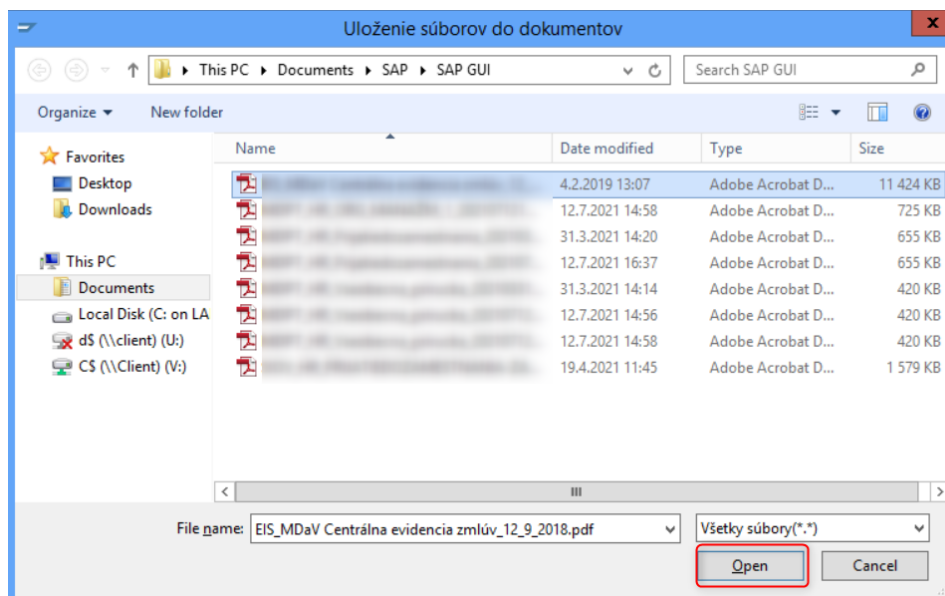 Uloženie súborov do dokumentov
x
This PC Documents SAP SAP GUI Search SAP GUI
Organize New folder
Name Date modified Type Size
Favorites
Desktop
Downloads
This PC
Documents
Local Disk (C: on LA
d$ (\\client) (U:)
C$ (\\Client) (V:)
4.2.2019 13:07 Adobe Acrobat D... 11 424 KB
12.7.2021 14:58 Adobe Acrobat D... 725 KB
31.3.2021 14:20 Adobe Acrobat D... 655 KB
12.7.2021 16:37 Adobe Acrobat D... 655 KB
31.3.2021 14:14 Adobe Acrobat D... 420 KB
12.7.2021 14:56 Adobe Acrobat D... 420 KB
12.7.2021 14:58 Adobe Acrobat D... 420 KB
19.4.2021 11:45 Adobe Acrobat D... 1 579 KB
File name: EIS_MDaV Centrálna evidencia zmlúv_12_9_2018.pdf Všetky súbory(*.*)
Open Cancel